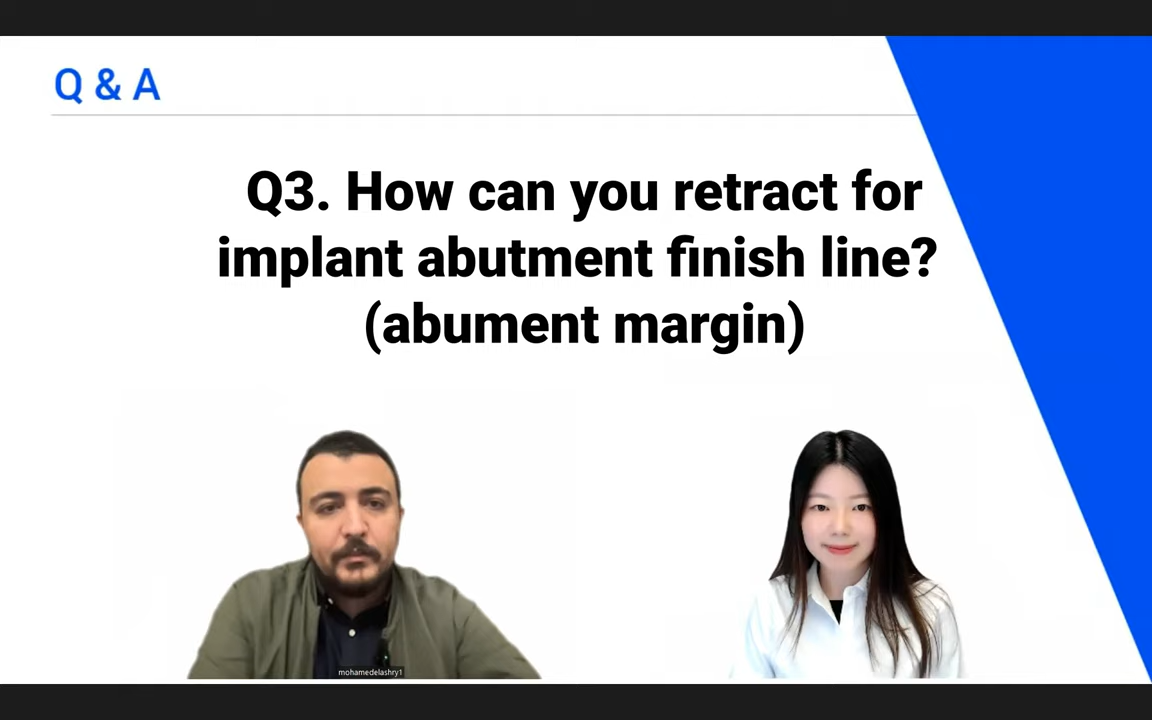 Q & A
Q3. How can you retract for
implant abutment finish line?
(abument margin)
mohamedelashry1